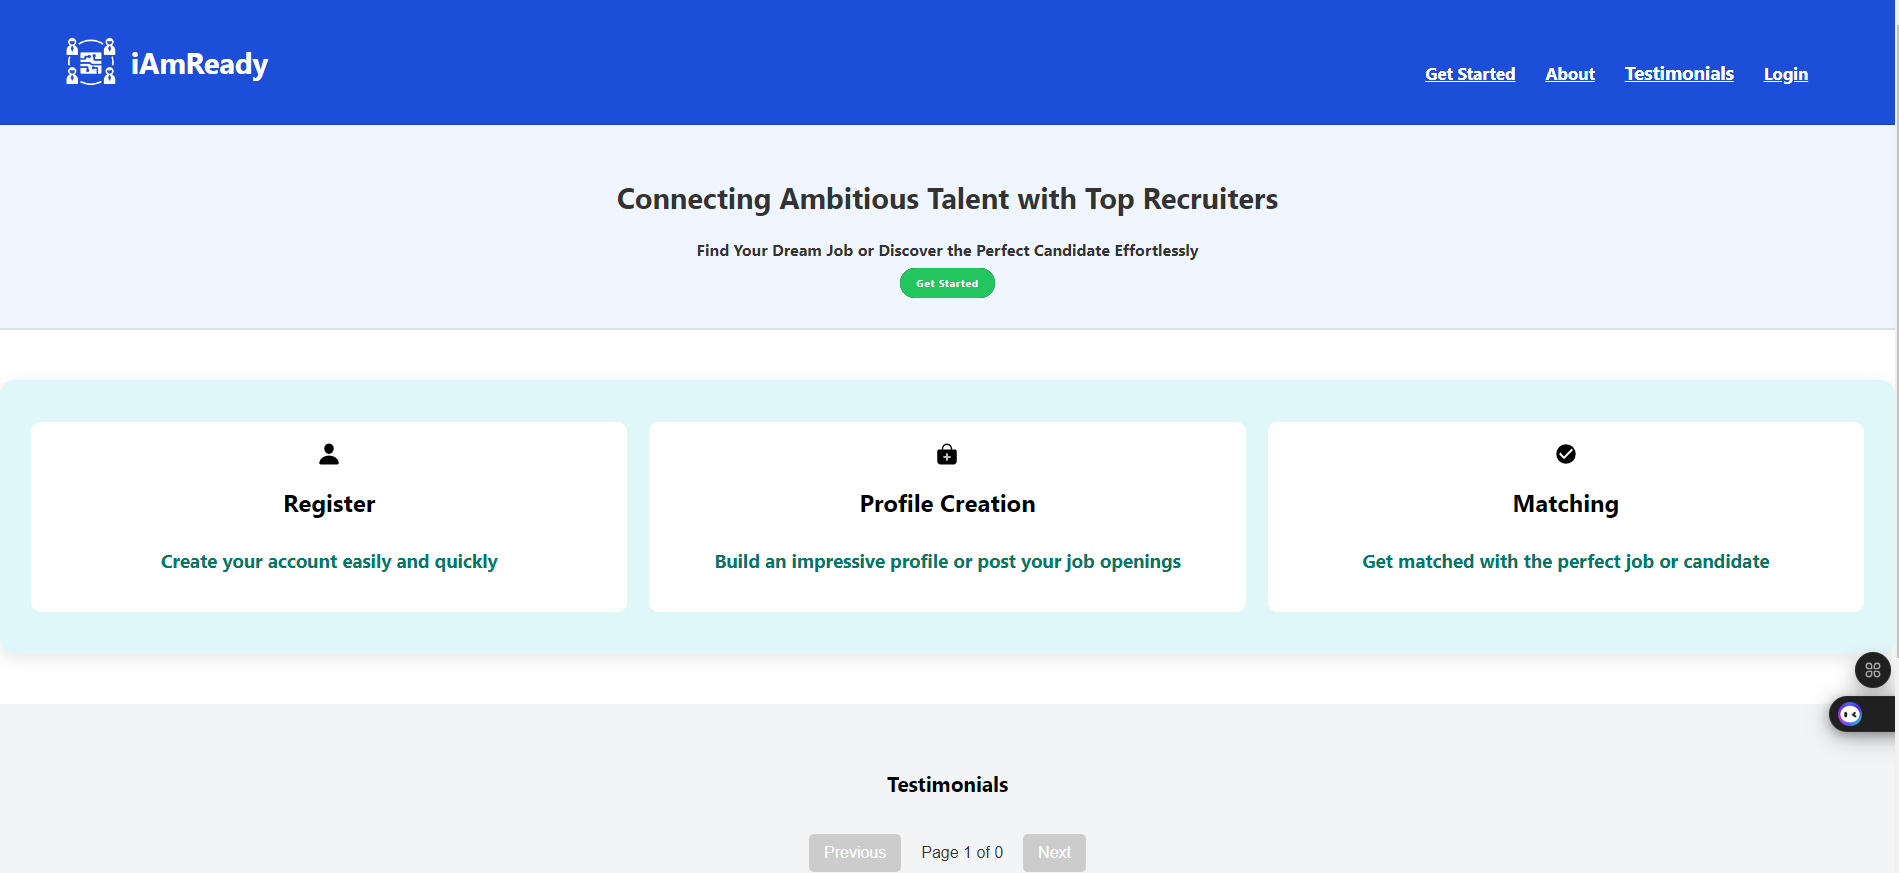 iAmReady
Get Started About Testimonials Login
Connecting Ambitious Talent with Top Recruiters
Find Your Dream Job or Discover the Perfect Candidate Effortlessly
Get Started
Register
Create your account easily and quickly
Profile Creation
Build an impressive profile or post your job openings
Matching
Get matched with the perfect job or candidate
Testimonials
Previous Page 1 of 0 Next